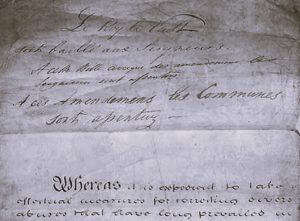 Le Roy le Veult
Soit baillé aux Seigneurs
A cette Bille avecque des amendemens les
Seigneurs sont assentus
A ces Amendemens les Communes
sont assentuz
Whereas it is expedient to take
effectual measures for correcting divers
abuses that have long prevailed in